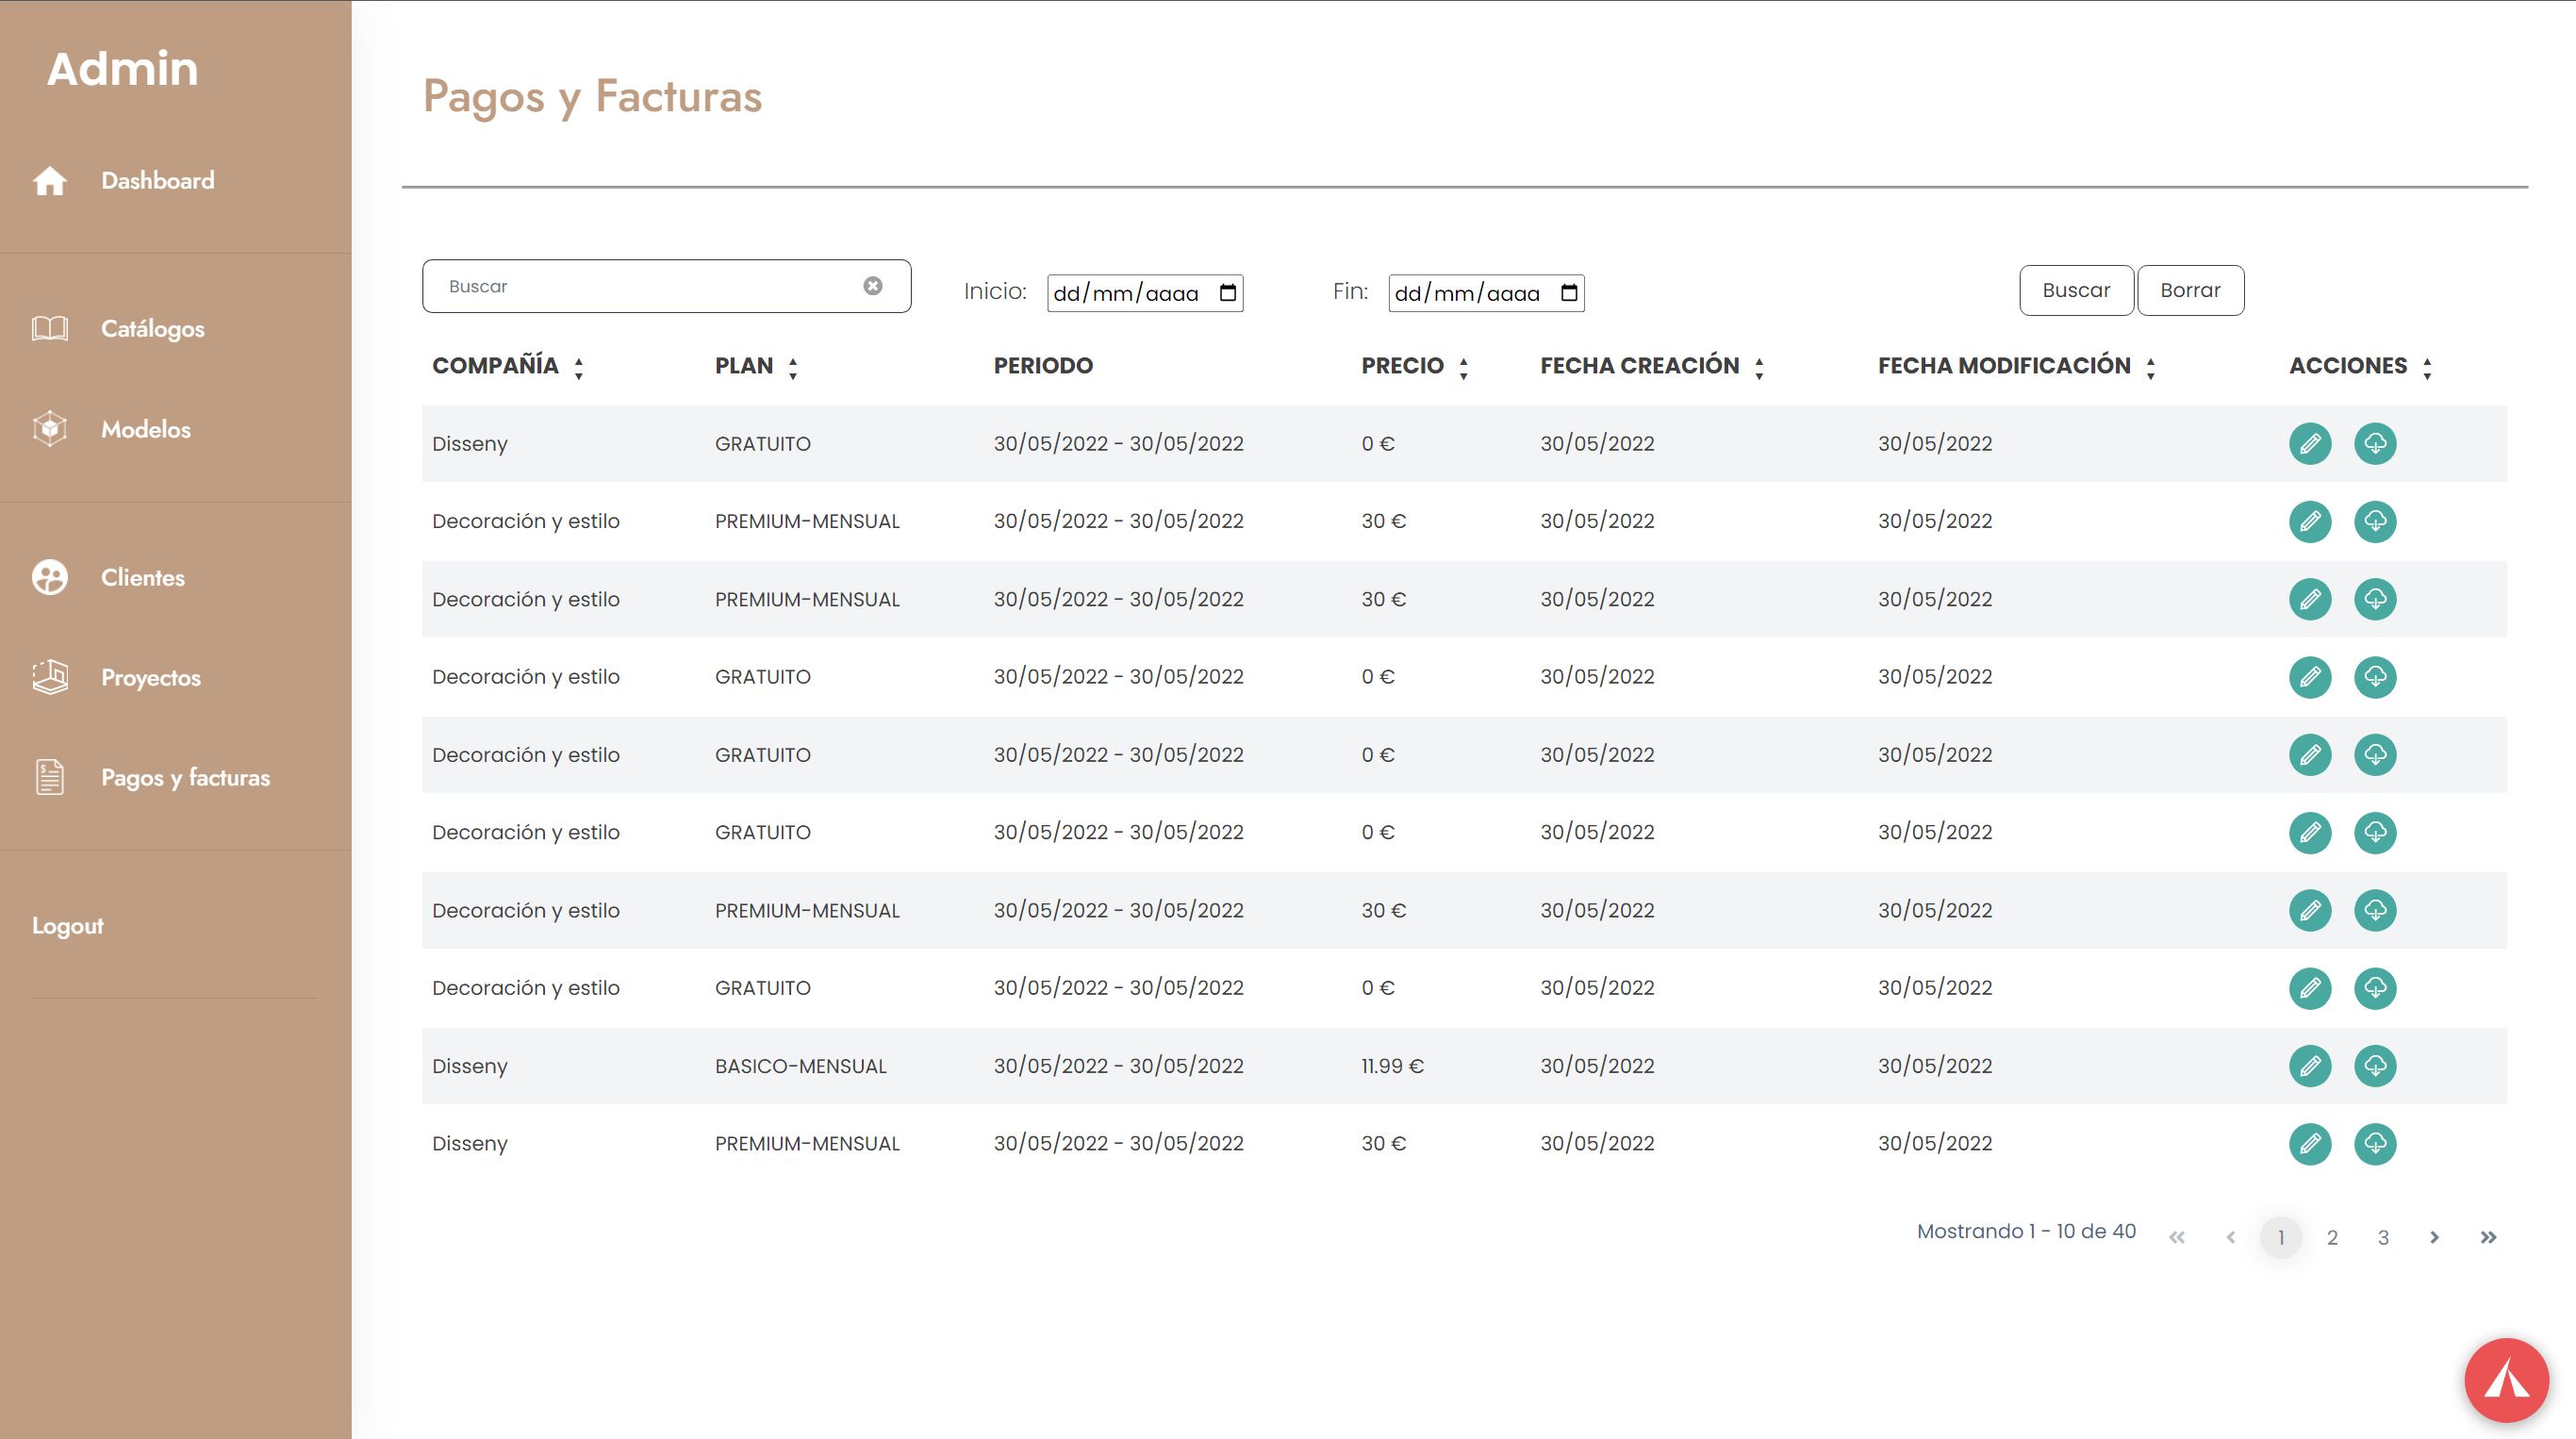 Admin
Dashboard
Catálogos
Modelos
Clientes
Proyectos
Pagos y facturas
Logout
Pagos y Facturas
Buscar Inicio: dd/mm/aaaa Fin: dd/mm/aaaa Buscar Borrar
COMPAÑÍA PLAN PERIODO PRECIO FECHA CREACIÓN FECHA MODIFICACIÓN ACCIONES
Disseny GRATUITO 30/05/2022 - 30/05/2022 0 € 30/05/2022 30/05/2022
Decoración y estilo PREMIUM-MENSUAL 30/05/2022 - 30/05/2022 30 € 30/05/2022 30/05/2022
Decoración y estilo PREMIUM-MENSUAL 30/05/2022 - 30/05/2022 30 € 30/05/2022 30/05/2022
Decoración y estilo GRATUITO 30/05/2022 - 30/05/2022 0 € 30/05/2022 30/05/2022
Decoración y estilo GRATUITO 30/05/2022 - 30/05/2022 0 € 30/05/2022 30/05/2022
Decoración y estilo GRATUITO 30/05/2022 - 30/05/2022 0 € 30/05/2022 30/05/2022
Decoración y estilo PREMIUM-MENSUAL 30/05/2022 - 30/05/2022 30 € 30/05/2022 30/05/2022
Decoración y estilo GRATUITO 30/05/2022 - 30/05/2022 0 € 30/05/2022 30/05/2022
Disseny BASICO-MENSUAL 30/05/2022 - 30/05/2022 11.99 € 30/05/2022 30/05/2022
Disseny PREMIUM-MENSUAL 30/05/2022 - 30/05/2022 30 € 30/05/2022 30/05/2022
Mostrando 1 - 10 de 40 « ‹ 1 2 3 › »